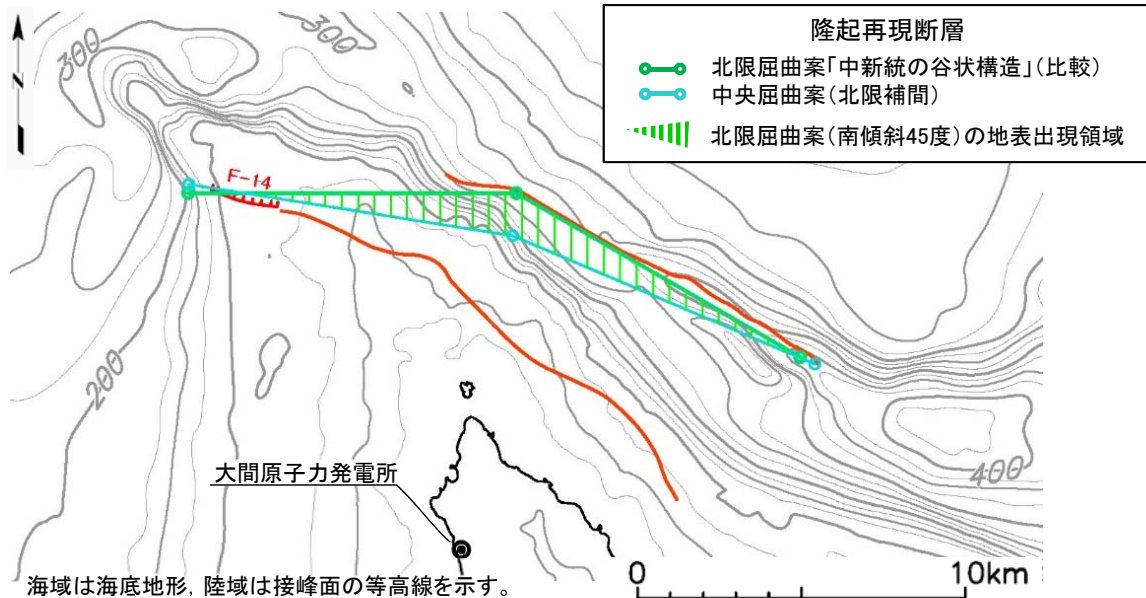 隆起再現断層
北限屈曲案「中新統の谷状構造」(比較)
中央屈曲案(北限補間)
北限屈曲案(南傾斜45度)の地表出現領域
N
300
300
F-14
200
大間原子力発電所
400
海域は海底地形, 陸域は接峰面の等高線を示す。
0 10km